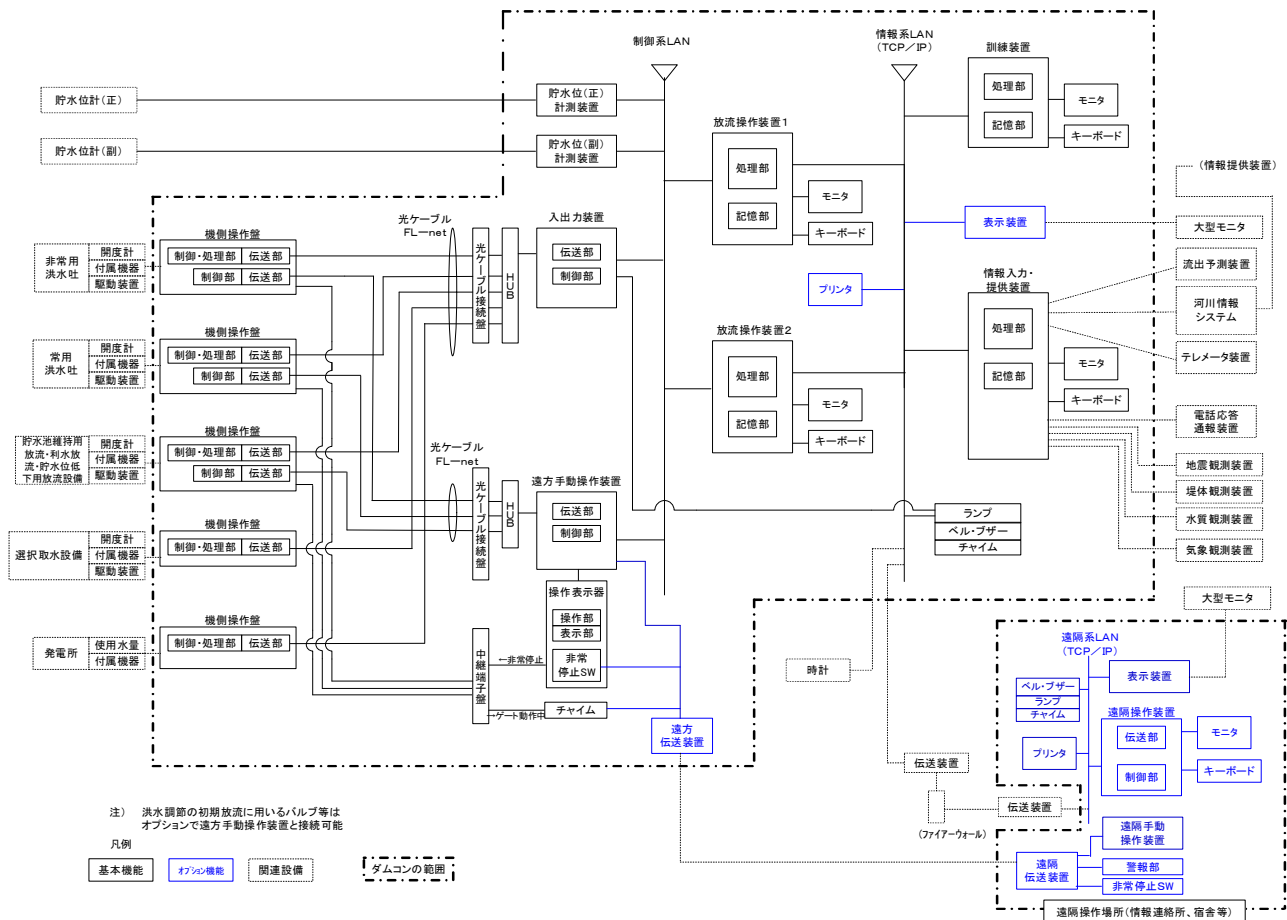 制御系LAN
情報系LAN
(TCP/IP)
訓練装置
処理部
記憶部
モニタ
キーボード
貯水位計(正)
貯水位(正)
計測装置
貯水位計(副)
貯水位(副)
計測装置
放流操作装置1
処理部
記憶部
モニタ
キーボード
(情報提供装置)
表示装置
大型モニタ
プリンタ
情報入力・
提供装置
処理部
記憶部
モニタ
キーボード
流出予測装置
河川情報
システム
テレメータ装置
電話応答
通報装置
地震観測装置
堤体観測装置
水質観測装置
気象観測装置
放流操作装置2
処理部
記憶部
モニタ
キーボード
光ケーブル
FL-net
光ケーブル接続盤
HUB
入出力装置
伝送部
制御部
非常用
洪水吐
開度計
付属機器
駆動装置
機側操作盤
制御・処理部
伝送部
制御部
伝送部
常用
洪水吐
開度計
付属機器
駆動装置
機側操作盤
制御・処理部
伝送部
制御部
伝送部
貯水池維持用
放流・利水放
流・貯水位低
下用放流設備
開度計
付属機器
駆動装置
機側操作盤
制御・処理部
伝送部
制御部
伝送部
選択取水設備
開度計
付属機器
駆動装置
機側操作盤
制御・処理部
伝送部
発電所
使用水量
付属機器
機側操作盤
制御・処理部
伝送部
光ケーブル
FL-net
光ケーブル接続盤
HUB
遠方手動操作装置
伝送部
制御部
操作表示器
操作部
表示部
非常
停止SW
中継端子盤
←非常停止
→ゲート動作中
チャイム
遠方
伝送装置
ランプ
ベル・ブザー
チャイム
時計
伝送装置
(ファイアーウォール)
伝送装置
大型モニタ
遠隔系LAN
(TCP/IP)
表示装置
ベル・ブザー
ランプ
チャイム
遠隔操作装置
伝送部
制御部
モニタ
キーボード
プリンタ
遠隔手動
操作装置
遠隔
伝送装置
警報部
非常停止SW
遠隔操作場所(情報連絡所、宿舎等)
注) 洪水調節の初期放流に用いるバルブ等は
オプションで遠方手動操作装置と接続可能
凡例
基本機能
オプション機能
関連設備
ダムコンの範囲